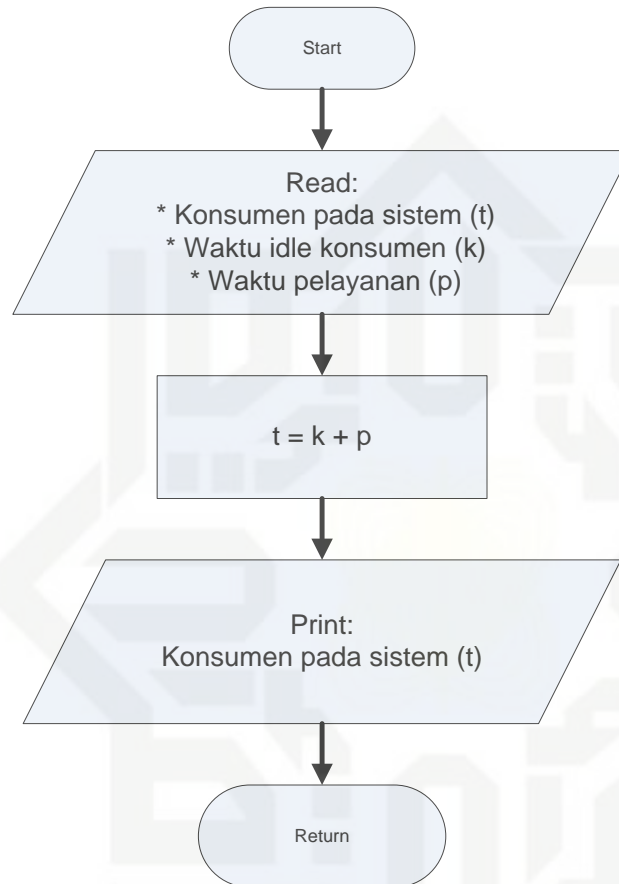 Start
Read:
* Konsumen pada sistem (t)
* Waktu idle konsumen (k)
* Waktu pelayanan (p)
t = k + p
Print:
Konsumen pada sistem (t)
Return